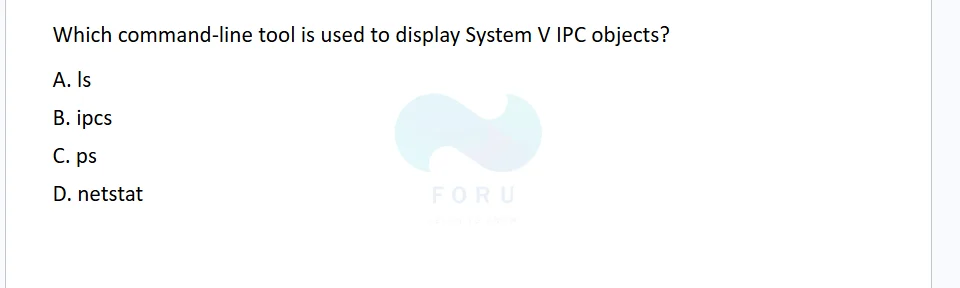 Which command-line tool is used to display System V IPC objects?
A. ls
B. ipcs
C. ps
D. netstat
FORU